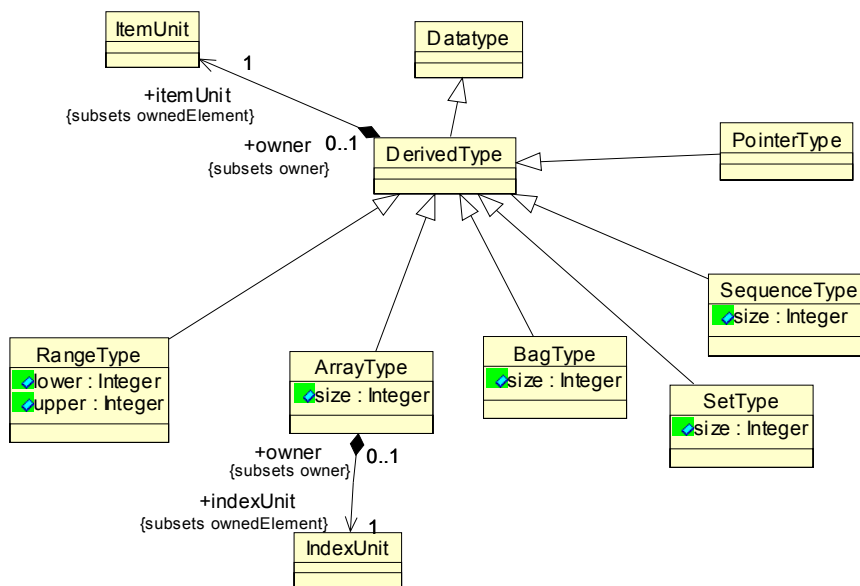 ItemUnit
Datatype
1
+itemUnit
{subsets ownedElement}
+owner
0..1
{subsets owner}
DerivedType
PointerType
SequenceType
size : Integer
RangeType
lower : Integer
upper : Integer
ArrayType
size : Integer
BagType
size : Integer
SetType
size : Integer
+owner
{subsets owner}
0..1
+indexUnit
{subsets ownedElement}
1
IndexUnit